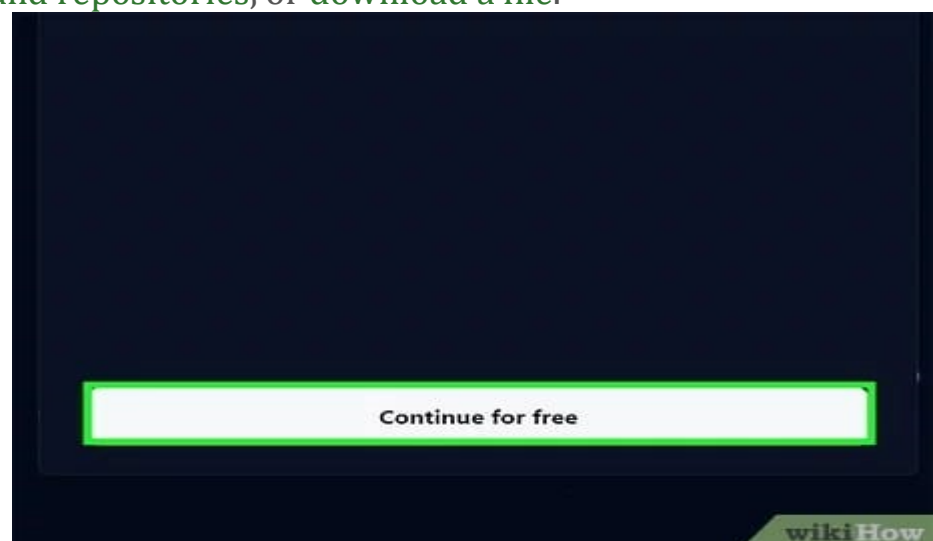 and repositories, or download a file.
Continue for free
wikiHow